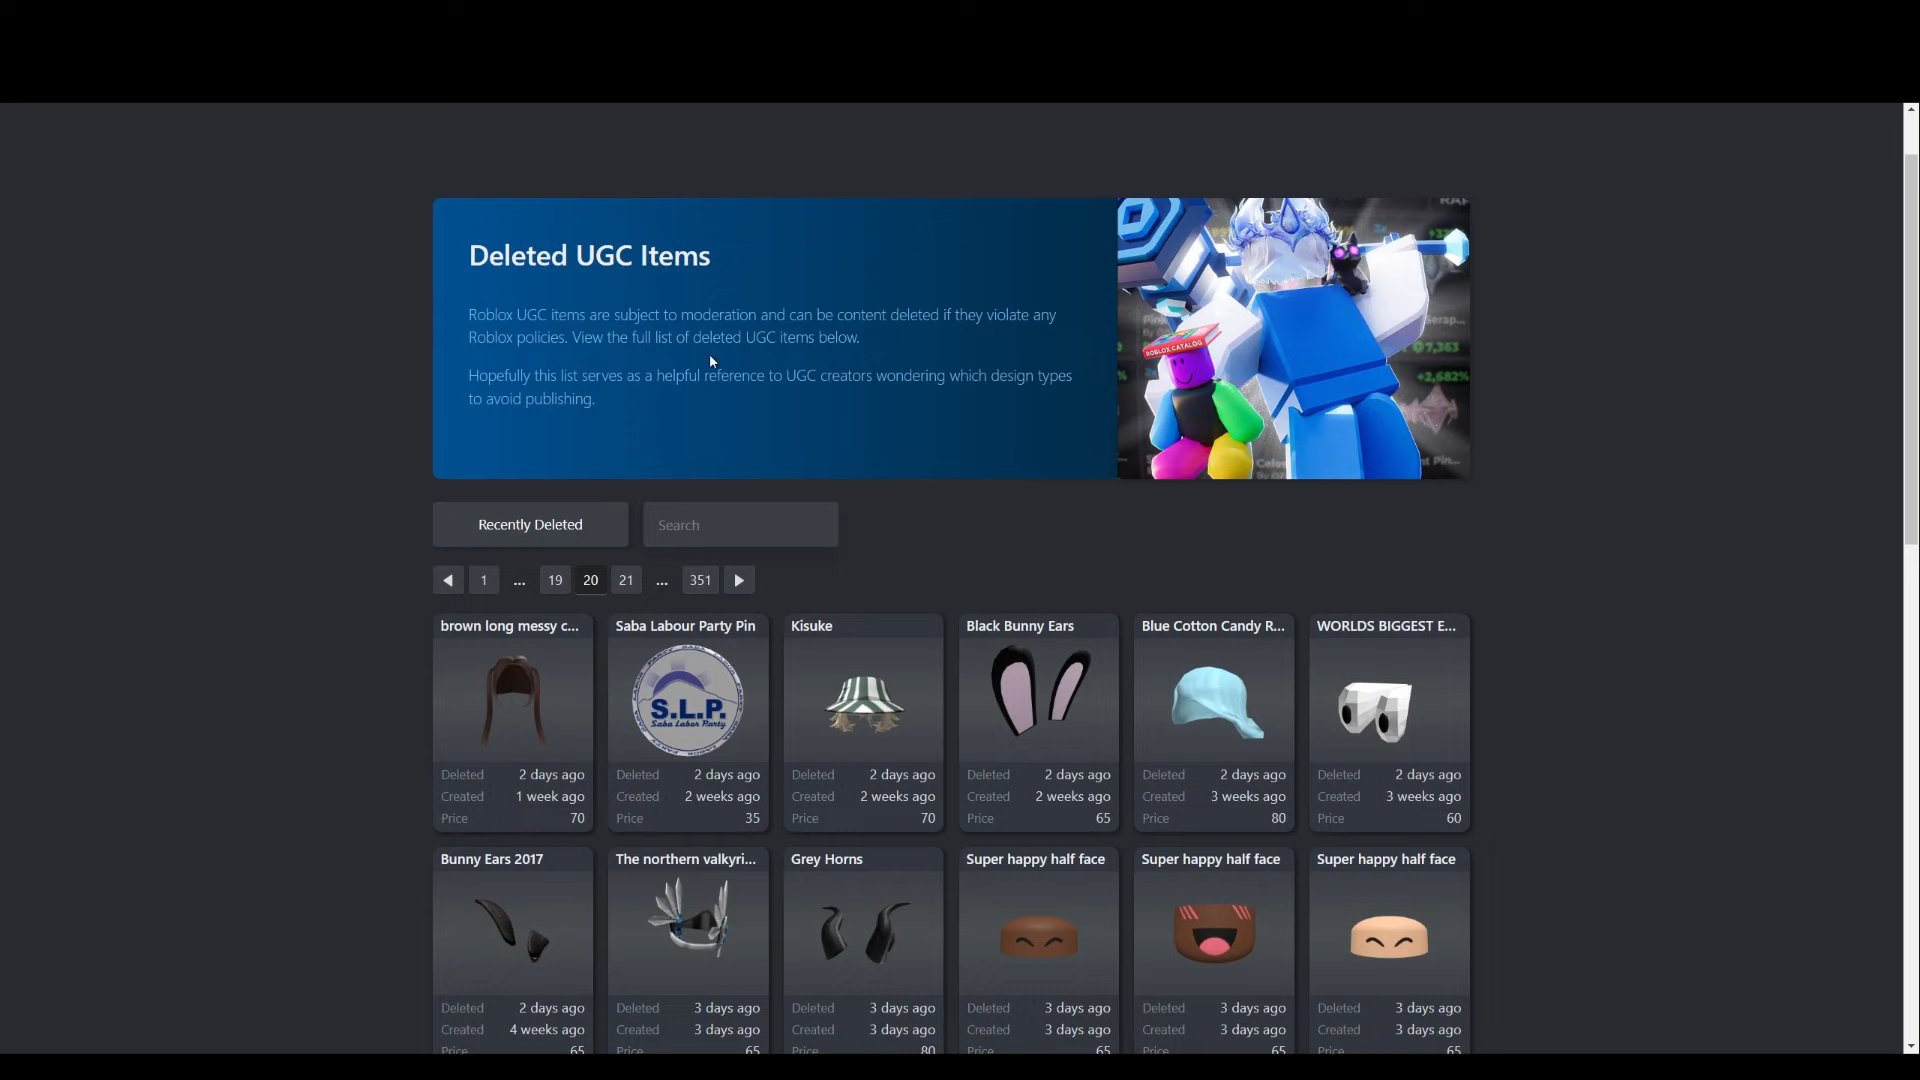 Deleted UGC Items
Roblox UGC items are subject to moderation and can be content deleted if they violate any
Roblox policies. View the full list of deleted UGC items below.
Hopefully this list serves as a helpful reference to UGC creators wondering which design types
to avoid publishing.
ROBLOX CATALOG
7,363
+2,682%
Recently Deleted
Search
1 ... 19 20 21 ... 351
brown long messy c... Saba Labour Party Pin Kisuke Black Bunny Ears Blue Cotton Candy R... WORLDS BIGGEST E...
S.L.P.
Saba Labor Party
Deleted 2 days ago Deleted 2 days ago Deleted 2 days ago Deleted 2 days ago Deleted 2 days ago Deleted 2 days ago
Created 1 week ago Created 2 weeks ago Created 2 weeks ago Created 2 weeks ago Created 3 weeks ago Created 3 weeks ago
Price 70 Price 35 Price 70 Price 65 Price 80 Price 60
Bunny Ears 2017 The northern valkyri... Grey Horns Super happy half face Super happy half face Super happy half face
Deleted 2 days ago Deleted 3 days ago Deleted 3 days ago Deleted 3 days ago Deleted 3 days ago Deleted 3 days ago
Created 4 weeks ago Created 3 days ago Created 3 days ago Created 3 days ago Created 3 days ago Created 3 days ago
Price 65 Price 65 Price 80 Price 65 Price 65 Price 65